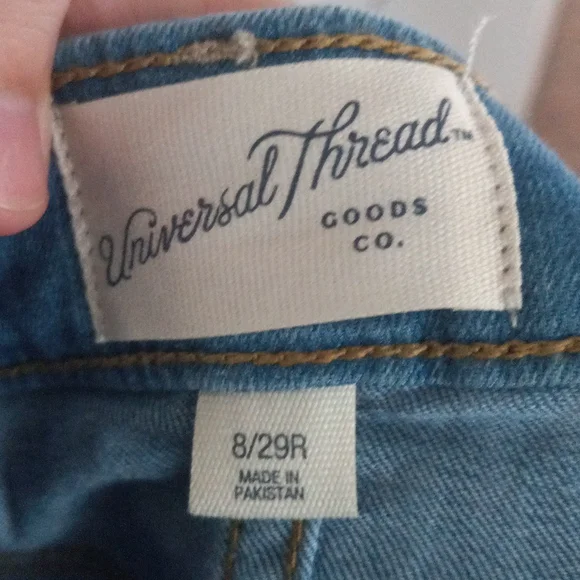 Universal Thread™
GOODS
CO.
8/29R
MADE IN
PAKISTAN